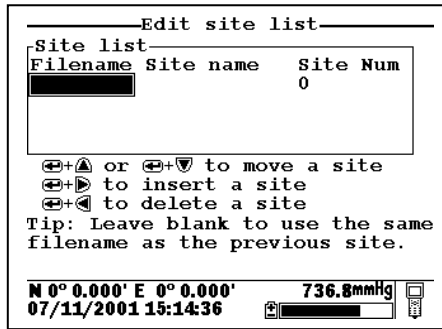 Edit site list
Site list
Filename Site name Site Num
0
+ or + to move a site
+ to insert a site
+ to delete a site
Tip: Leave blank to use the same
filename as the previous site.
N 0° 0.000' E 0° 0.000' 736.8mmHg
07/11/2001 15:14:36